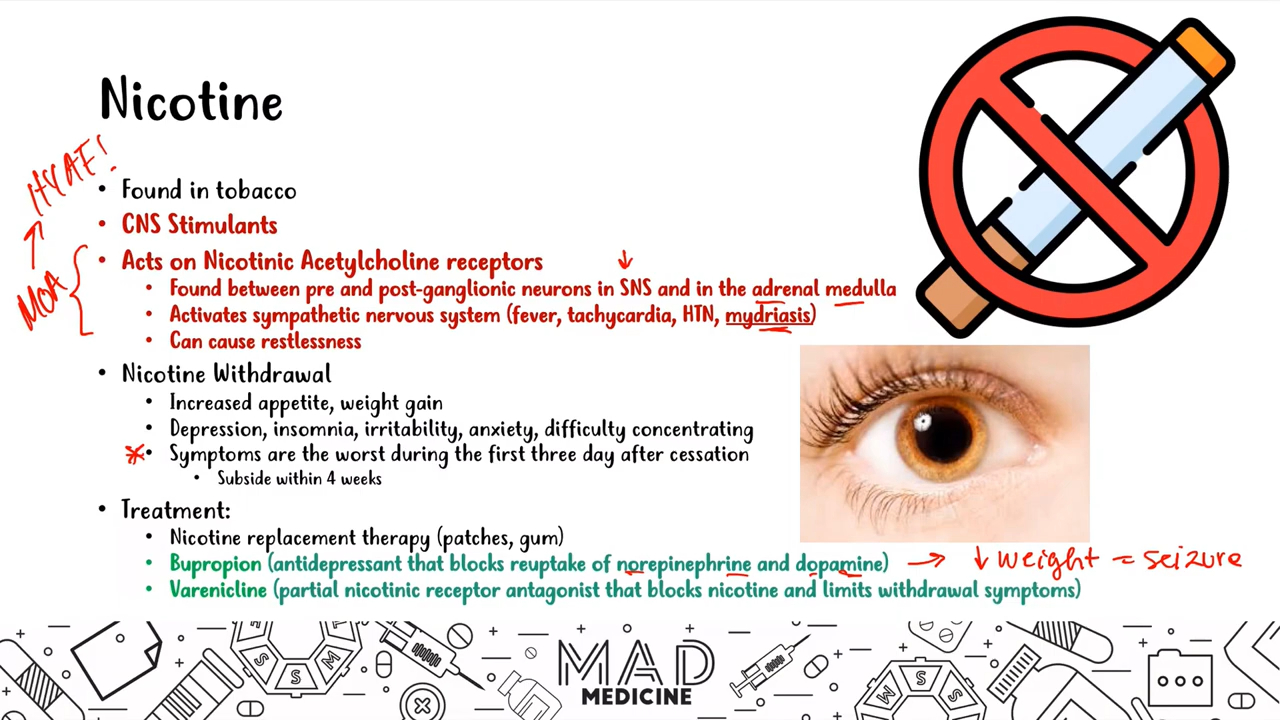 Nicotine
HYAF!
MOA
• Found in tobacco
• CNS Stimulants
• Acts on Nicotinic Acetylcholine receptors
• Found between pre and post-ganglionic neurons in SNS and in the adrenal medulla
• Activates sympathetic nervous system (fever, tachycardia, HTN, mydriasis)
• Can cause restlessness
• Nicotine Withdrawal
• Increased appetite, weight gain
• Depression, insomnia, irritability, anxiety, difficulty concentrating
• Symptoms are the worst during the first three day after cessation
• Subside within 4 weeks
• Treatment:
• Nicotine replacement therapy (patches, gum)
• Bupropion (antidepressant that blocks reuptake of norepinephrine and dopamine) → ↓ weight = seizure
• Varenicline (partial nicotinic receptor antagonist that blocks nicotine and limits withdrawal symptoms)
MAD
MEDICINE